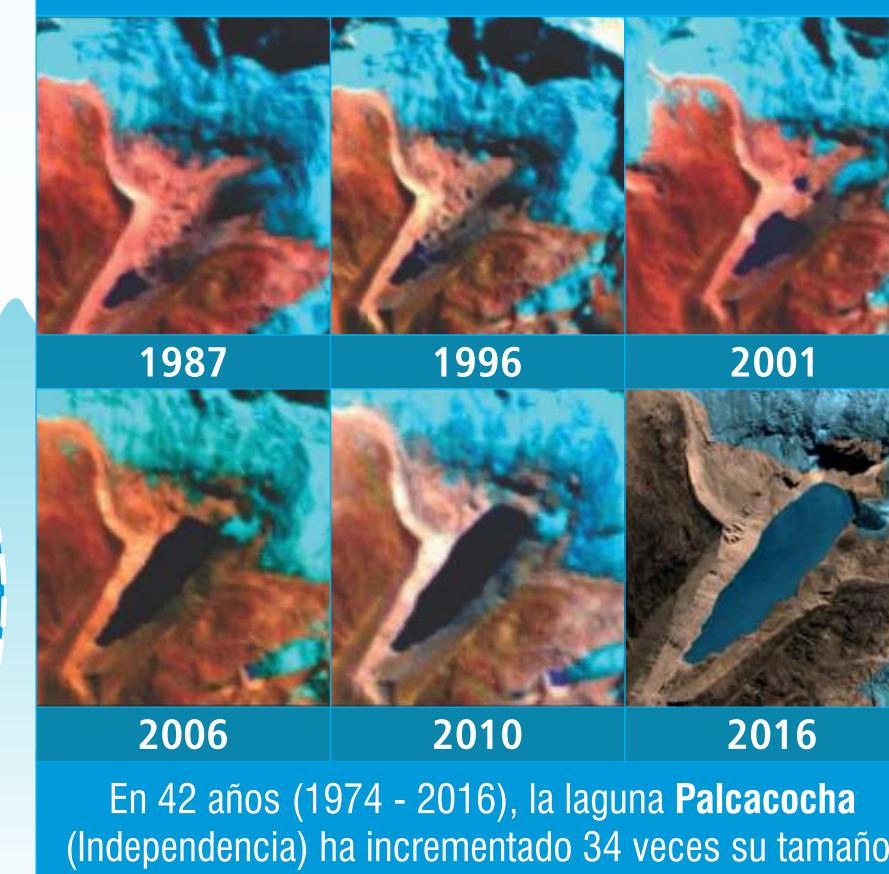 1987 1996 2001
2006 2010 2016
En 42 años (1974 - 2016), la laguna Palcacocha
(Independencia) ha incrementado 34 veces su tamaño